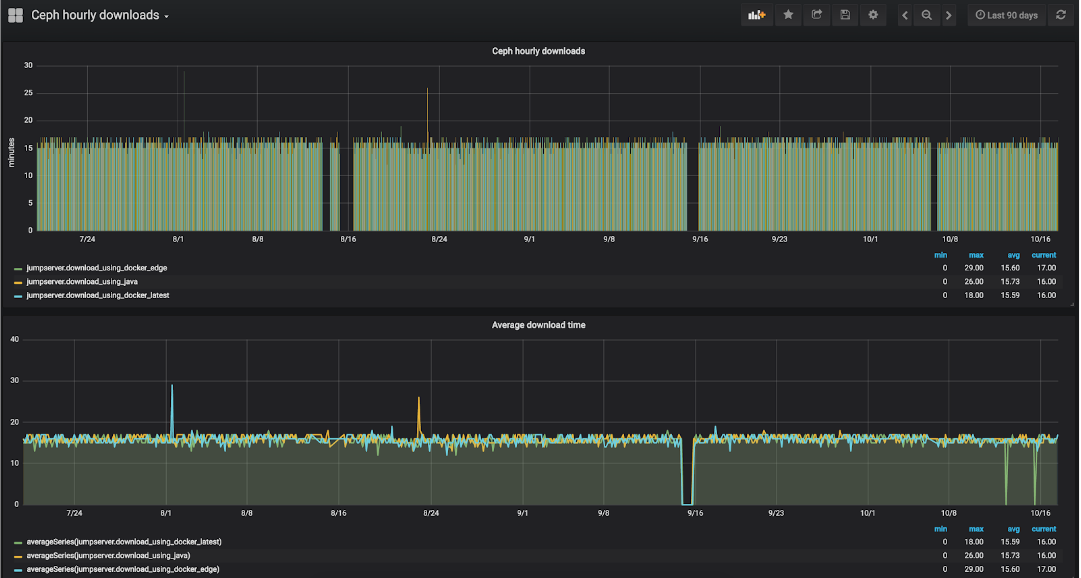 Ceph hourly downloads
Last 90 days
Ceph hourly downloads
30
25
20
15
10
5
0
minutes
7/24 8/1 8/8 8/16 8/24 9/1 9/8 9/16 9/23 10/1 10/8 10/16
min max avg current
jumpserver.download_using_docker_edge 0 29.00 15.60 17.00
jumpserver.download_using_java 0 26.00 15.73 16.00
jumpserver.download_using_docker_latest 0 18.00 15.59 16.00
Average download time
40
30
20
10
0
7/24 8/1 8/8 8/16 8/24 9/1 9/8 9/16 9/23 10/1 10/8 10/16
min max avg current
averageSeries(jumpserver.download_using_docker_latest) 0 18.00 15.59 16.00
averageSeries(jumpserver.download_using_java) 0 26.00 15.73 16.00
averageSeries(jumpserver.download_using_docker_edge) 0 29.00 15.60 17.00